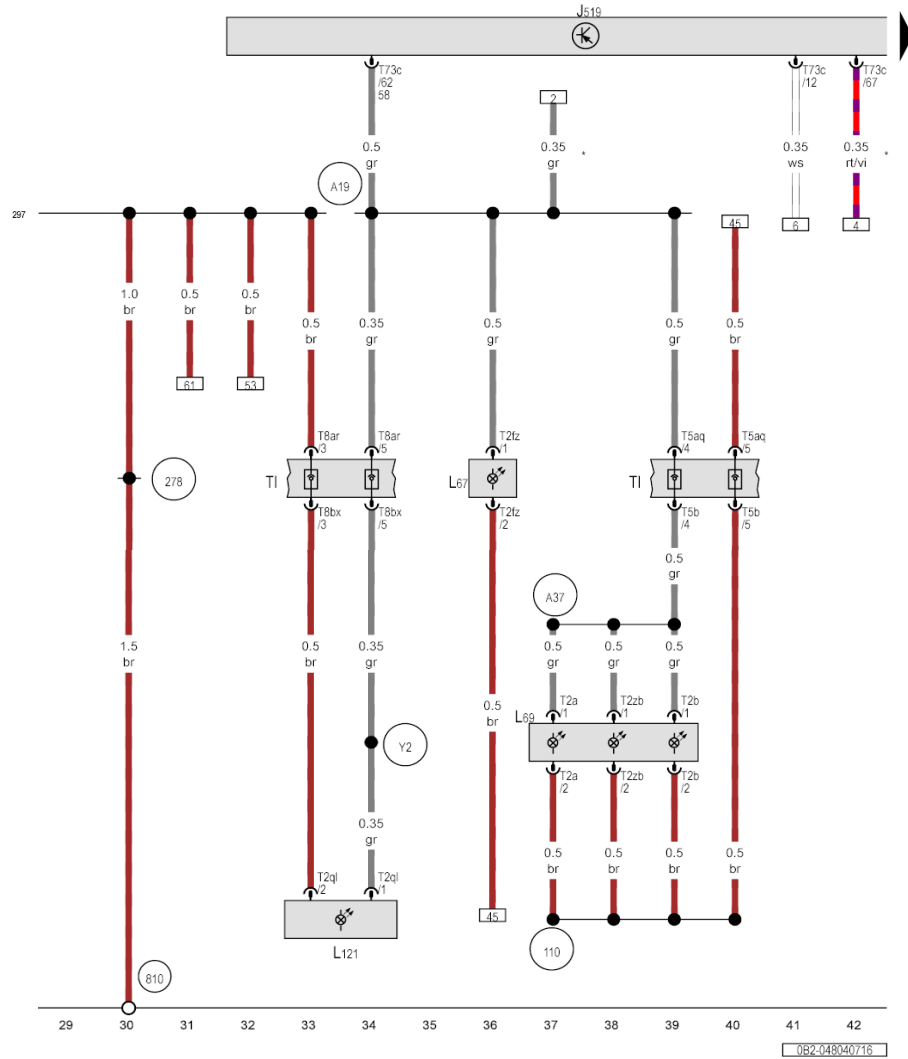 J519
T73c
/62
58
T73c
/12
T73c
/67
2
0.5
gr
0.35
gr
*
0.35
ws
0.35
rt/vi
*
A19
297
45
6
4
1.0
br
0.5
br
0.5
br
0.5
br
0.35
gr
0.5
gr
0.5
gr
0.5
br
61
53
T8ar
/3
T8ar
/5
T2fz
/1
T5aq
/4
T5aq
/5
278
TI
L67
TI
T8bx
/3
T8bx
/5
T2fz
/2
T5b
/4
T5b
/5
0.5
gr
A37
1.5
br
0.5
br
0.35
gr
0.5
gr
0.5
gr
0.5
gr
0.5
br
T2a
/1
T2zb
/1
T2b
/1
L69
Y2
T2a
/2
T2zb
/2
T2b
/2
0.35
gr
0.5
br
0.5
br
0.5
br
0.5
br
T2ql
/2
T2ql
/1
45
L121
110
810
29 30 31 32 33 34 35 36 37 38 39 40 41 42
0B2-048040716